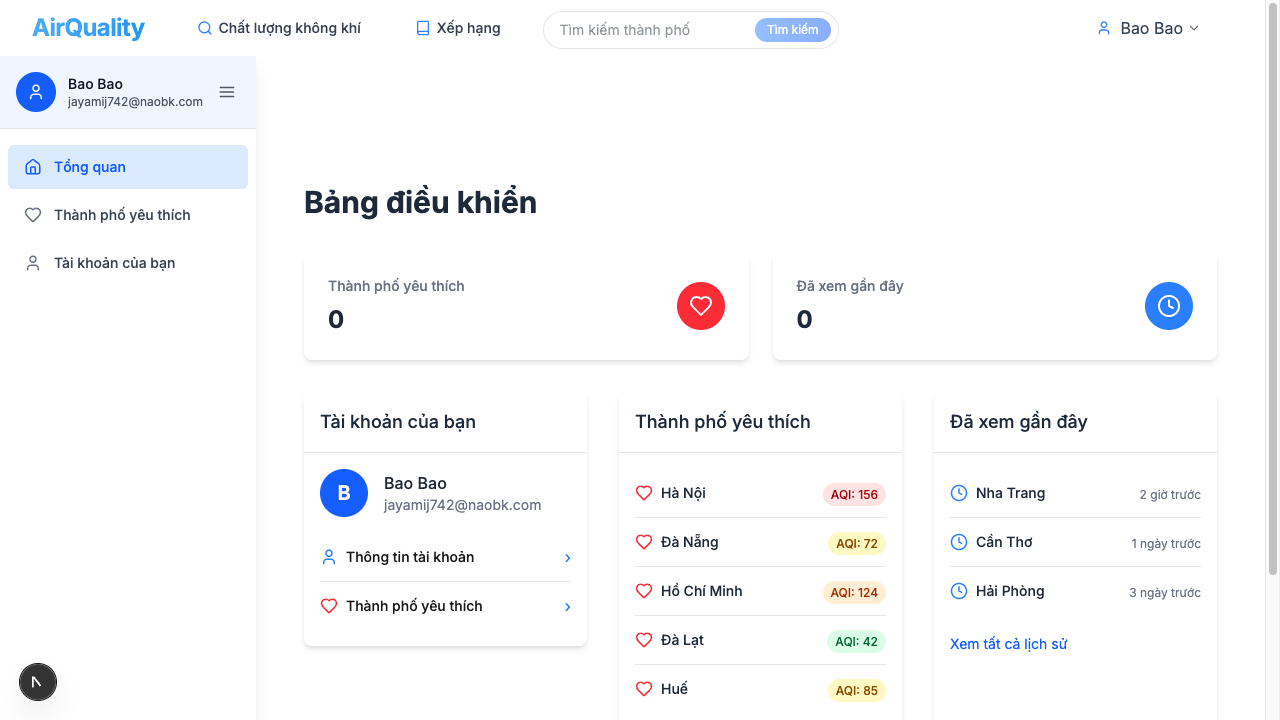 AirQuality
Chất lượng không khí
Xếp hạng
Tìm kiếm thành phố
Tìm kiếm
Bao Bao
Bao Bao
jayamij742@naobk.com
Tổng quan
Thành phố yêu thích
Tài khoản của bạn
Bảng điều khiển
Thành phố yêu thích
0
Đã xem gần đây
0
Tài khoản của bạn
B
Bao Bao
jayamij742@naobk.com
Thông tin tài khoản
Thành phố yêu thích
Thành phố yêu thích
Hà Nội AQI: 156
Đà Nẵng AQI: 72
Hồ Chí Minh AQI: 124
Đà Lạt AQI: 42
Huế AQI: 85
Đã xem gần đây
Nha Trang 2 giờ trước
Cần Thơ 1 ngày trước
Hải Phòng 3 ngày trước
Xem tất cả lịch sử